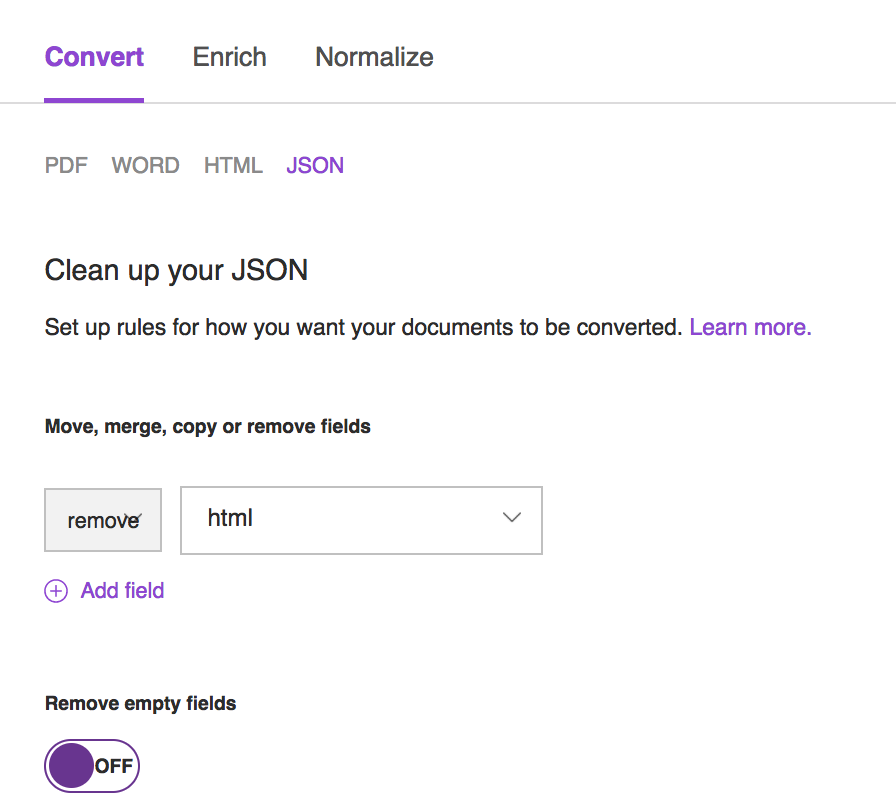 Convert Enrich Normalize
PDF WORD HTML JSON
Clean up your JSON
Set up rules for how you want your documents to be converted. Learn more.
Move, merge, copy or remove fields
remove html
Add field
Remove empty fields
OFF